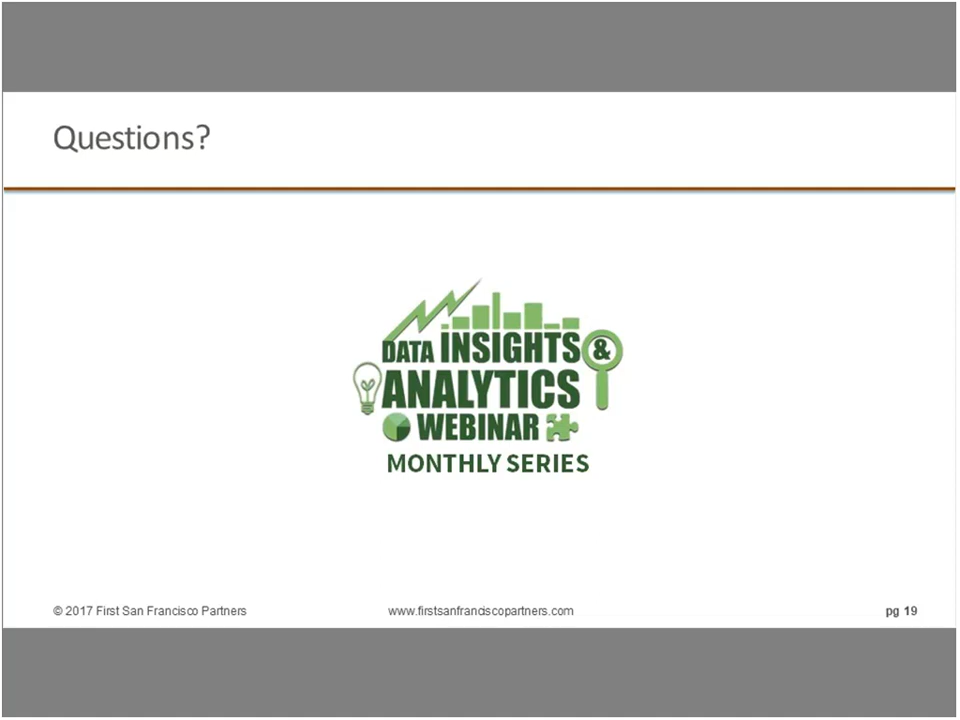 Questions?
DATA INSIGHTS &
ANALYTICS
WEBINAR
MONTHLY SERIES
© 2017 First San Francisco Partners
www.firstsanfranciscopartners.com
pg 19